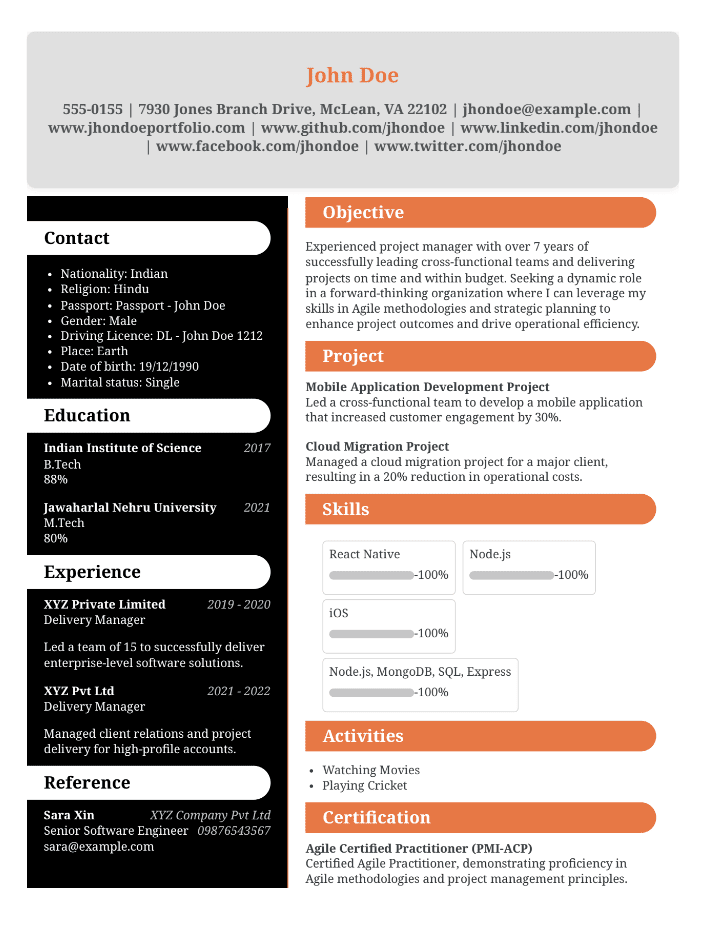 John Doe
555-0155 | 7930 Jones Branch Drive, McLean, VA 22102 | jhondoe@example.com |
www.jhondoeportfolio.com | www.github.com/jhondoe | www.linkedin.com/jhondoe
| www.facebook.com/jhondoe | www.twitter.com/jhondoe
Contact
• Nationality: Indian
• Religion: Hindu
• Passport: Passport - John Doe
• Gender: Male
• Driving Licence: DL - John Doe 1212
• Place: Earth
• Date of birth: 19/12/1990
• Marital status: Single
Education
Indian Institute of Science 2017
B.Tech
88%
Jawaharlal Nehru University 2021
M.Tech
80%
Experience
XYZ Private Limited 2019 - 2020
Delivery Manager
Led a team of 15 to successfully deliver
enterprise-level software solutions.
XYZ Pvt Ltd 2021 - 2022
Delivery Manager
Managed client relations and project
delivery for high-profile accounts.
Reference
Sara Xin XYZ Company Pvt Ltd
Senior Software Engineer 09876543567
sara@example.com
Objective
Experienced project manager with over 7 years of
successfully leading cross-functional teams and delivering
projects on time and within budget. Seeking a dynamic role
in a forward-thinking organization where I can leverage my
skills in Agile methodologies and strategic planning to
enhance project outcomes and drive operational efficiency.
Project
Mobile Application Development Project
Led a cross-functional team to develop a mobile application
that increased customer engagement by 30%.
Cloud Migration Project
Managed a cloud migration project for a major client,
resulting in a 20% reduction in operational costs.
Skills
React Native
-100%
Node.js
-100%
iOS
-100%
Node.js, MongoDB, SQL, Express
-100%
Activities
• Watching Movies
• Playing Cricket
Certification
Agile Certified Practitioner (PMI-ACP)
Certified Agile Practitioner, demonstrating proficiency in
Agile methodologies and project management principles.